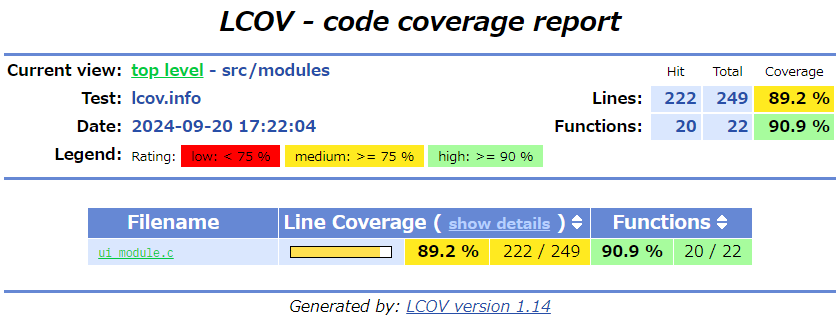 LCOV - code coverage report
Current view: top level - src/modules Hit Total Coverage
Test: lcov.info Lines: 222 249 89.2 %
Date: 2024-09-20 17:22:04 Functions: 20 22 90.9 %
Legend: Rating: low: < 75 % medium: >= 75 % high: >= 90 %
Filename Line Coverage ( show details ) Functions
ui_module.c 89.2 % 222 / 249 90.9 % 20 / 22
Generated by: LCOV version 1.14